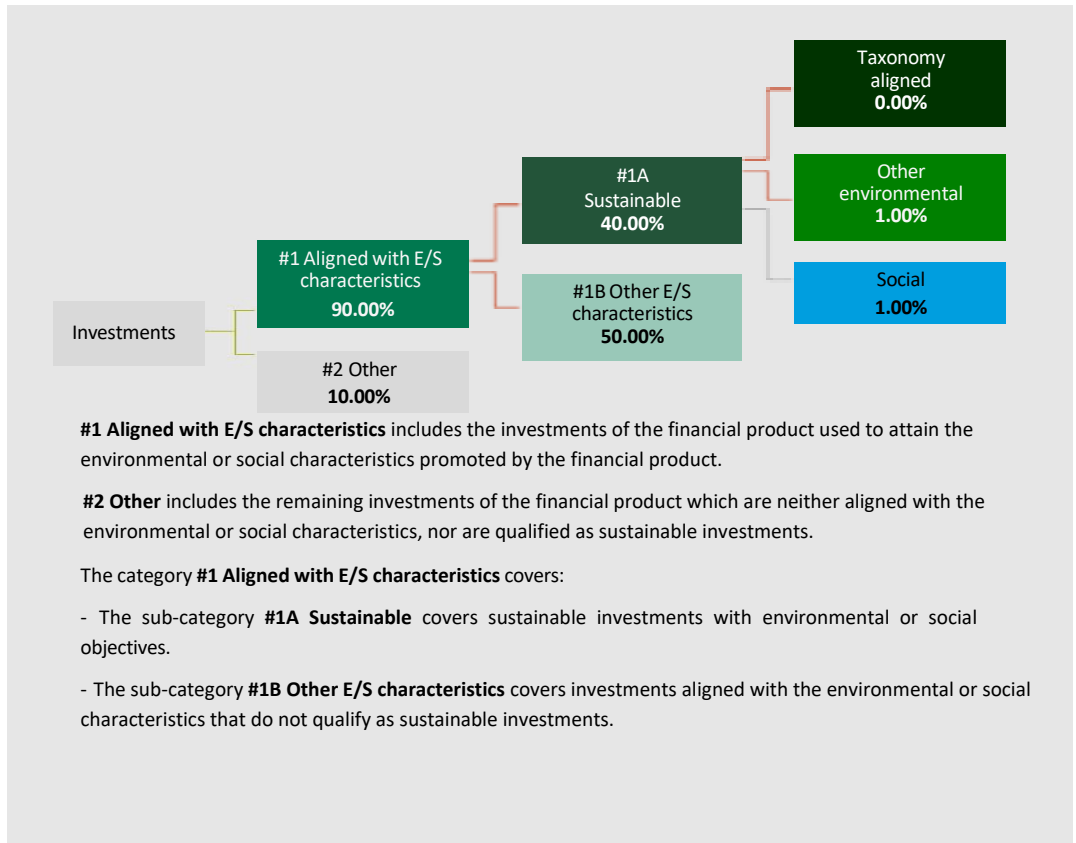 Taxonomy
aligned
0.00%
#1A
Sustainable
40.00%
Other
environmental
1.00%
#1 Aligned with E/S
characteristics
90.00%
#1B Other E/S
characteristics
50.00%
Social
1.00%
Investments
#2 Other
10.00%
#1 Aligned with E/S characteristics includes the investments of the financial product used to attain the
environmental or social characteristics promoted by the financial product.
#2 Other includes the remaining investments of the financial product which are neither aligned with the
environmental or social characteristics, nor are qualified as sustainable investments.
The category #1 Aligned with E/S characteristics covers:
- The sub-category #1A Sustainable covers sustainable investments with environmental or social
objectives.
- The sub-category #1B Other E/S characteristics covers investments aligned with the environmental or social
characteristics that do not qualify as sustainable investments.